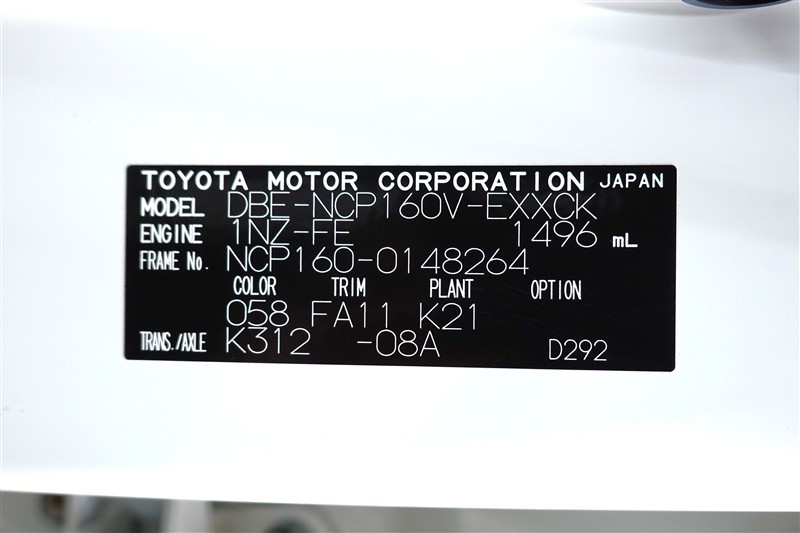 TOYOTA MOTOR CORPORATION JAPAN
MODEL DBE-NCP160V-EXXCK
ENGINE 1NZ-FE 1496 mL
FRAME No. NCP160-0148264
COLOR TRIM PLANT OPTION
058 FA11 K21
TRANS./AXLE K312 -08A D292